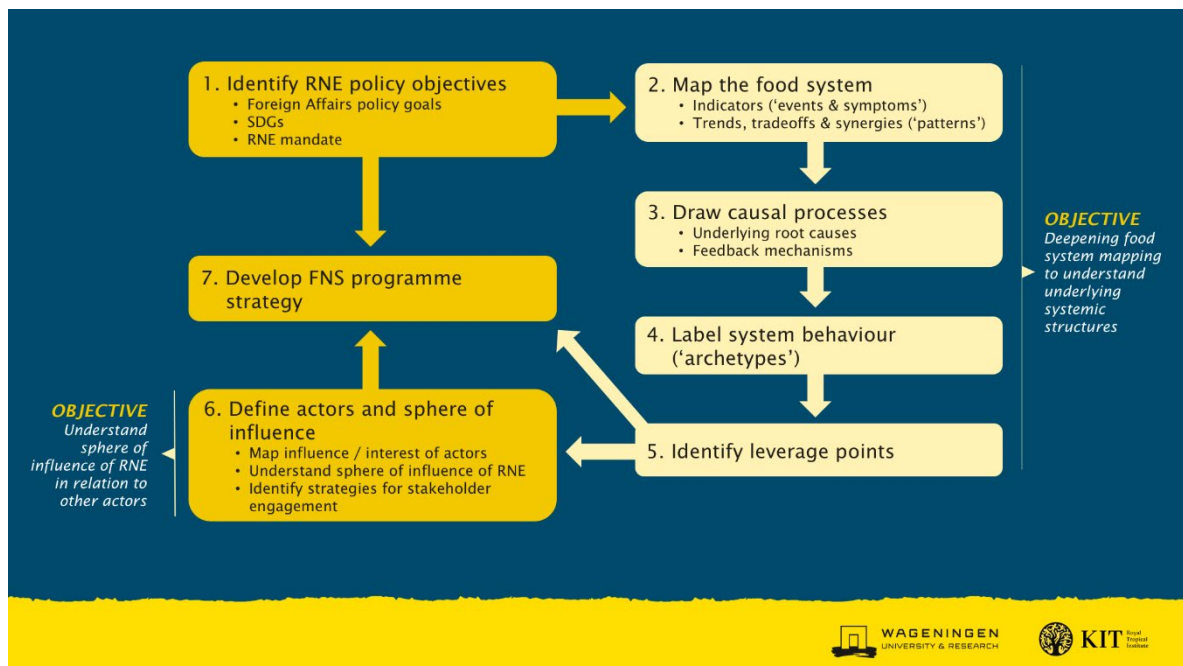 1. Identify RNE policy objectives
• Foreign Affairs policy goals
• SDGs
• RNE mandate
2. Map the food system
• Indicators (‘events & symptoms’)
• Trends, tradeoffs & synergies (‘patterns’)
3. Draw causal processes
• Underlying root causes
• Feedback mechanisms
OBJECTIVE
Deepening food
system mapping
to understand
underlying
systemic
structures
4. Label system behaviour
(‘archetypes’)
5. Identify leverage points
6. Define actors and sphere of
influence
• Map influence / interest of actors
• Understand sphere of influence of RNE
• Identify strategies for stakeholder
engagement
OBJECTIVE
Understand
sphere of
influence of RNE
in relation to
other actors
7. Develop FNS programme
strategy
WAGENINGEN
UNIVERSITY & RESEARCH
KIT
Royal
Tropical
Institute